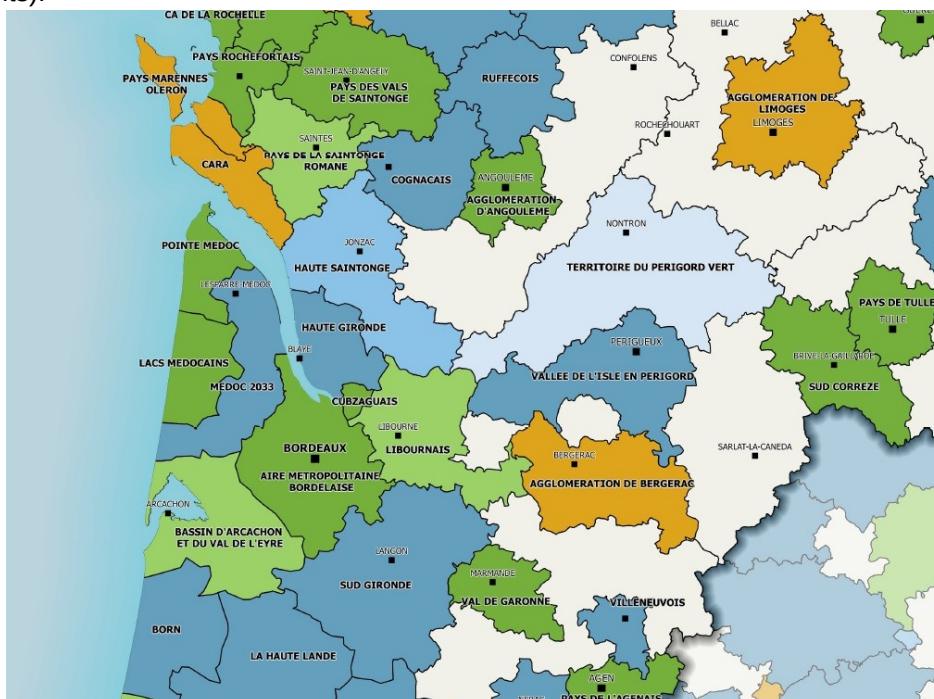 CA DE LA ROCHELLE
BELLAC
PAYS ROCHEFORTAIS
SAINT-JEAN-D'ANGELY
PAYS DES VALS
DE SAINTONGE
RUFFECOIS
CONFOLENS
PAYS MARENNES
OLERON
AGGLOMERATION DE
LIMOGES
LIMOGES
ROCHECHOUART
SAINTES
PAYS DE LA SAINTONGE
ROMANE
CARA
COGNACAIS
ANGOULEME
AGGLOMERATION
D'ANGOULEME
NONTRON
POINTE MEDOC
JONZAC
HAUTE SAINTONGE
TERRITOIRE DU PERIGORD VERT
LESPARRE-MEDOC
PAYS DE TULLE
TULLE
HAUTE GIRONDE
BLAYE
PERIGUEUX
BRIVE-LA-GAILLARDE
LACS MEDOCAINS
MEDOC 2033
VALLEE DE L'ISLE EN PERIGORD
SUD CORREZE
CUBZAGUAIS
LIBOURNE
LIBOURNAIS
BORDEAUX
AIRE METROPOLITAINE
BORDELAISE
SARLAT-LA-CANEDA
BERGERAC
AGGLOMERATION DE BERGERAC
ARCACHON
BASSIN D'ARCACHON
ET DU VAL DE L'EYRE
LANGON
SUD GIRONDE
MARMANDE
VAL DE GARONNE
VILLENEUVOIS
BORN
LA HAUTE LANDE
AGEN
PAYS DE L'AGENAIS